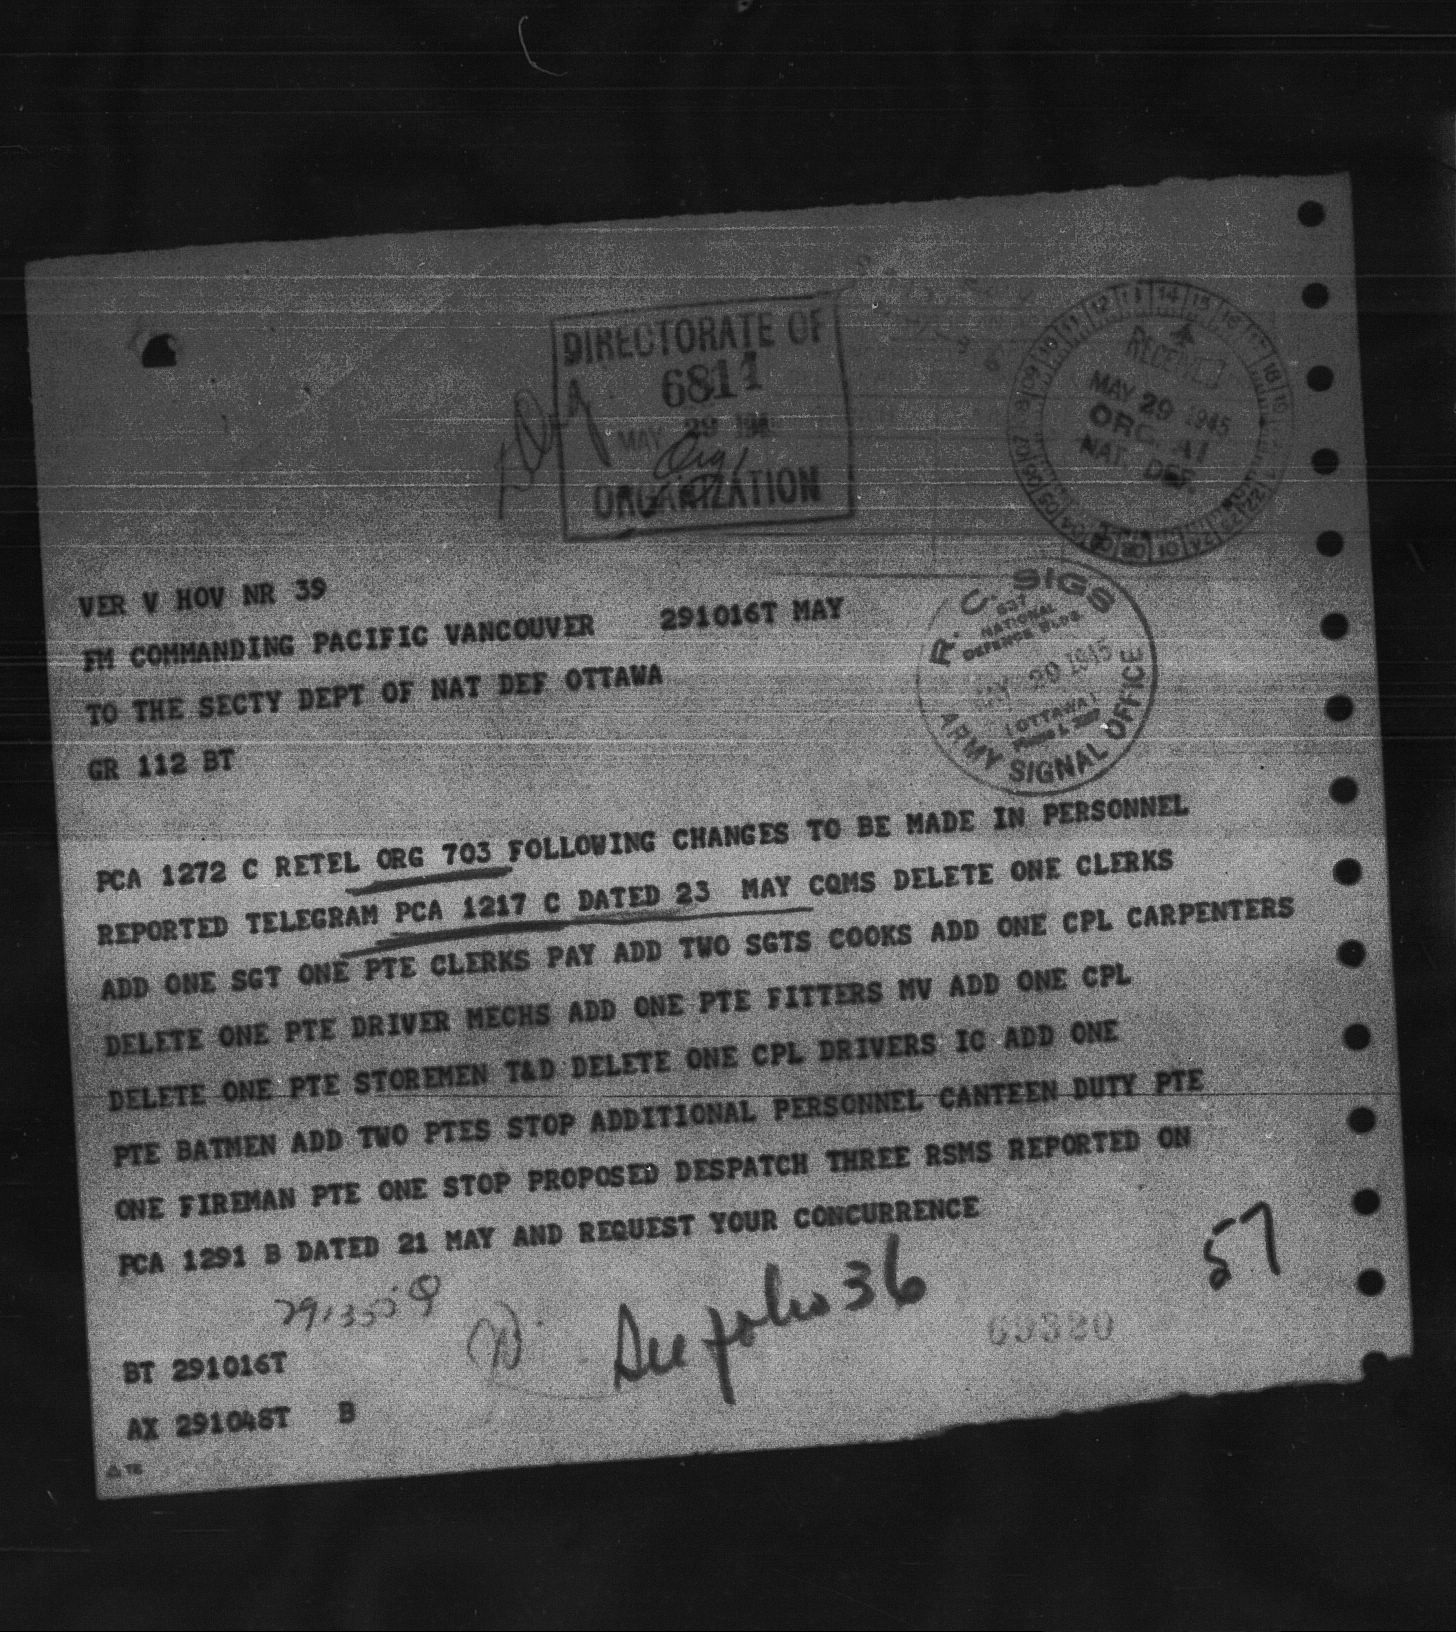 DIRECTORATE OF
6811
MAY 29 194
Org 1
ORGANIZATION
RECEIVED
MAY 29 1945
ORG. A1
NAT. DEF.
VER V HOV NR 39
FM COMMANDING PACIFIC VANCOUVER 291016T MAY
TO THE SECTY DEPT OF NAT DEF OTTAWA
GR 112 BT
R. C. SIGS
NATIONAL
DEFENCE BLDG.
MAY 29 1945
OTTAWA
ARMY SIGNAL OFFICE
PCA 1272 C RETEL ORG 703 FOLLOWING CHANGES TO BE MADE IN PERSONNEL
REPORTED TELEGRAM PCA 1217 C DATED 23 MAY CQMS DELETE ONE CLERKS
ADD ONE SGT ONE PTE CLERKS PAY ADD TWO SGTS COOKS ADD ONE CPL CARPENTERS
DELETE ONE PTE DRIVER MECHS ADD ONE PTE FITTERS MV ADD ONE CPL
DELETE ONE PTE STOREMEN T&D DELETE ONE CPL DRIVERS IC ADD ONE
PTE BATMEN ADD TWO PTES STOP ADDITIONAL PERSONNEL CANTEEN DUTY PTE
ONE FIREMAN PTE ONE STOP PROPOSED DESPATCH THREE RSMS REPORTED ON
PCA 1291 B DATED 21 MAY AND REQUEST YOUR CONCURRENCE
57
See folio 36
69320
BT 291016T
AX 291048T B